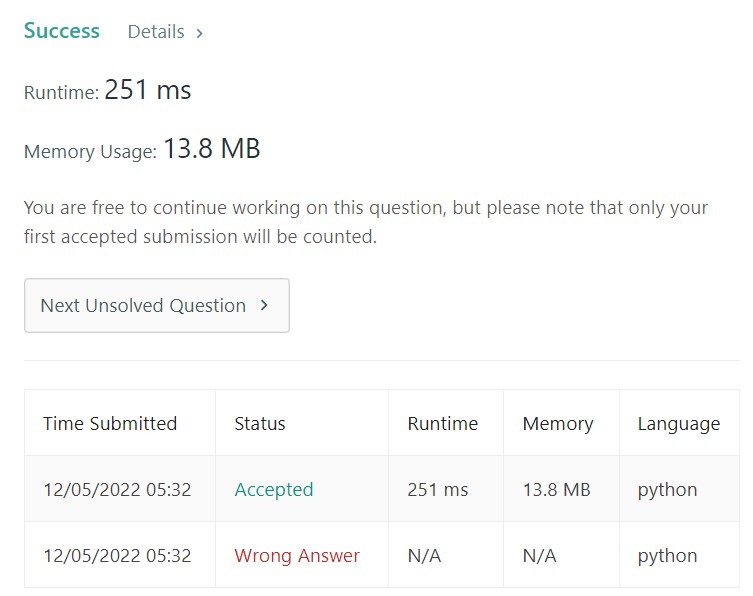 Success Details >
Runtime: 251 ms
Memory Usage: 13.8 MB
You are free to continue working on this question, but please note that only your
first accepted submission will be counted.
Next Unsolved Question >
Time Submitted Status Runtime Memory Language
12/05/2022 05:32 Accepted 251 ms 13.8 MB python
12/05/2022 05:32 Wrong Answer N/A N/A python